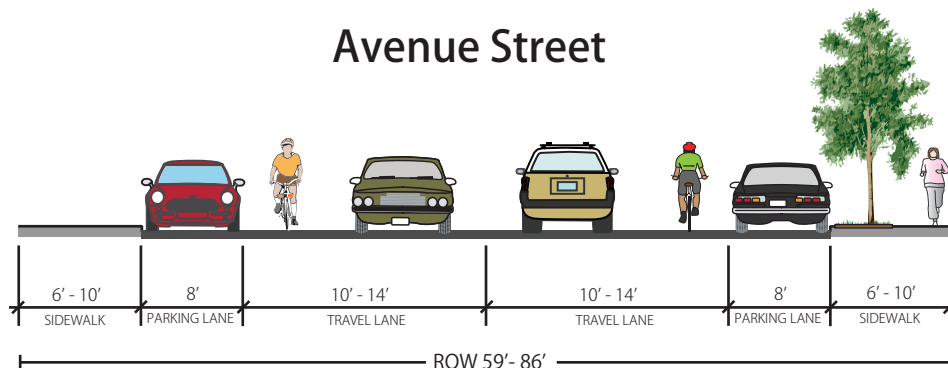 Avenue Street
6' - 10' 8' 10' - 14' 10' - 14' 8' 6' - 10'
SIDEWALK PARKING LANE TRAVEL LANE TRAVEL LANE PARKING LANE SIDEWALK
ROW 59'- 86'